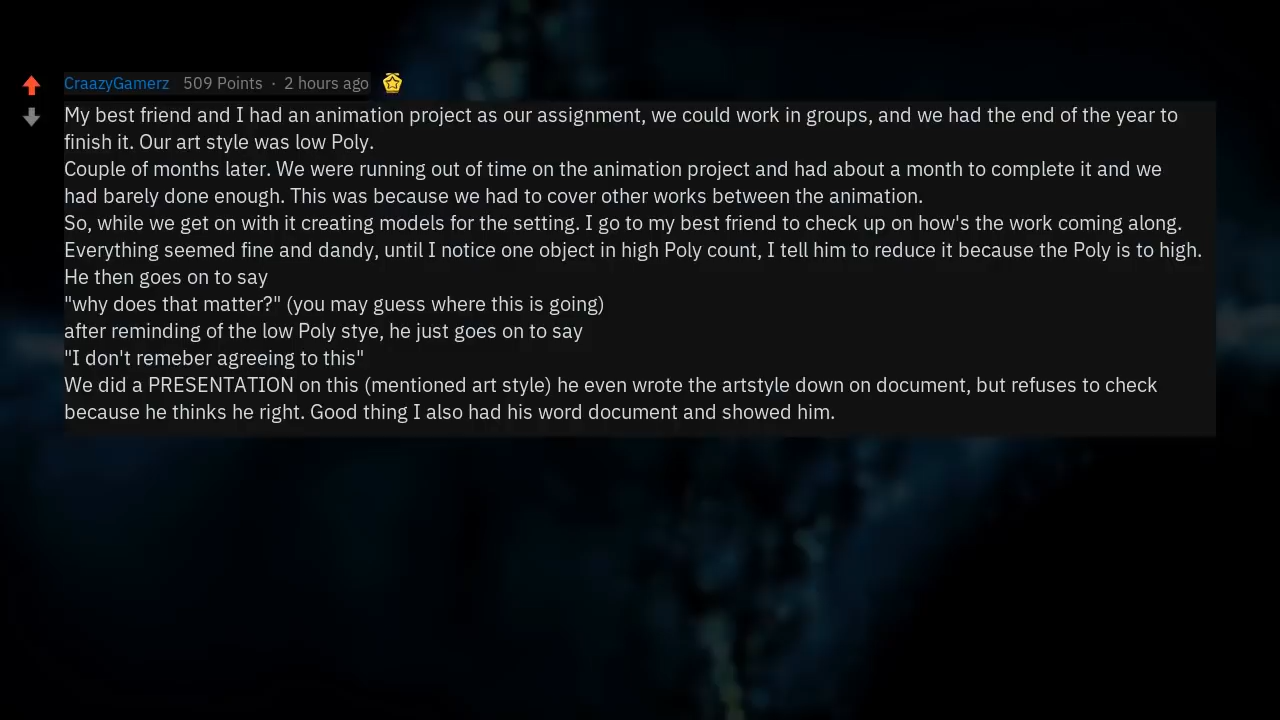 CraazyGamerz 509 Points · 2 hours ago
My best friend and I had an animation project as our assignment, we could work in groups, and we had the end of the year to
finish it. Our art style was low Poly.
Couple of months later. We were running out of time on the animation project and had about a month to complete it and we
had barely done enough. This was because we had to cover other works between the animation.
So, while we get on with it creating models for the setting. I go to my best friend to check up on how's the work coming along.
Everything seemed fine and dandy, until I notice one object in high Poly count, I tell him to reduce it because the Poly is to high.
He then goes on to say
"why does that matter?" (you may guess where this is going)
after reminding of the low Poly stye, he just goes on to say
"I don't remeber agreeing to this"
We did a PRESENTATION on this (mentioned art style) he even wrote the artstyle down on document, but refuses to check
because he thinks he right. Good thing I also had his word document and showed him.